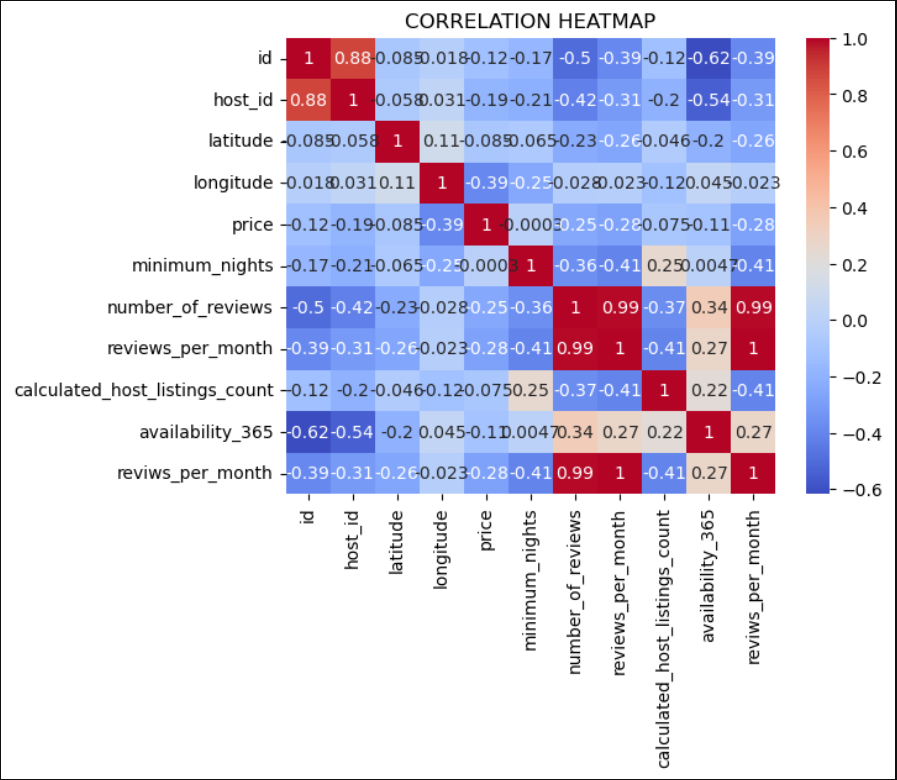 CORRELATION HEATMAP
id 1 0.88 -0.085 -0.018 -0.12 -0.17 -0.5 -0.39 -0.12 -0.62 -0.39 1.0
host_id 0.88 1 -0.058 0.031 -0.19 -0.21 -0.42 -0.31 -0.2 -0.54 -0.31 0.8
latitude -0.085 -0.058 1 0.11 -0.085 -0.065 -0.23 -0.26 -0.046 -0.2 -0.26 0.6
longitude -0.018 0.031 0.11 1 -0.39 -0.25 -0.028 -0.023 -0.12 0.045 -0.023
price -0.12 -0.19 -0.085 -0.39 1 -0.0003 -0.25 -0.28 -0.075 -0.11 -0.28 0.4
minimum_nights -0.17 -0.21 -0.065 -0.25 -0.0003 1 -0.36 -0.41 0.25 0.0047 -0.41 0.2
number_of_reviews -0.5 -0.42 -0.23 -0.028 -0.25 -0.36 1 0.99 -0.37 0.34 0.99 0.0
reviews_per_month -0.39 -0.31 -0.26 -0.023 -0.28 -0.41 0.99 1 -0.41 0.27 1
calculated_host_listings_count -0.12 -0.2 -0.046 -0.12 -0.075 0.25 -0.37 -0.41 1 0.22 -0.41 −0.2
availability_365 -0.62 -0.54 -0.2 0.045 -0.11 0.0047 0.34 0.27 0.22 1 0.27 −0.4
reviws_per_month -0.39 -0.31 -0.26 -0.023 -0.28 -0.41 0.99 1 -0.41 0.27 1 −0.6
id
host_id
latitude
longitude
price
minimum_nights
number_of_reviews
reviews_per_month
calculated_host_listings_count
availability_365
reviws_per_month